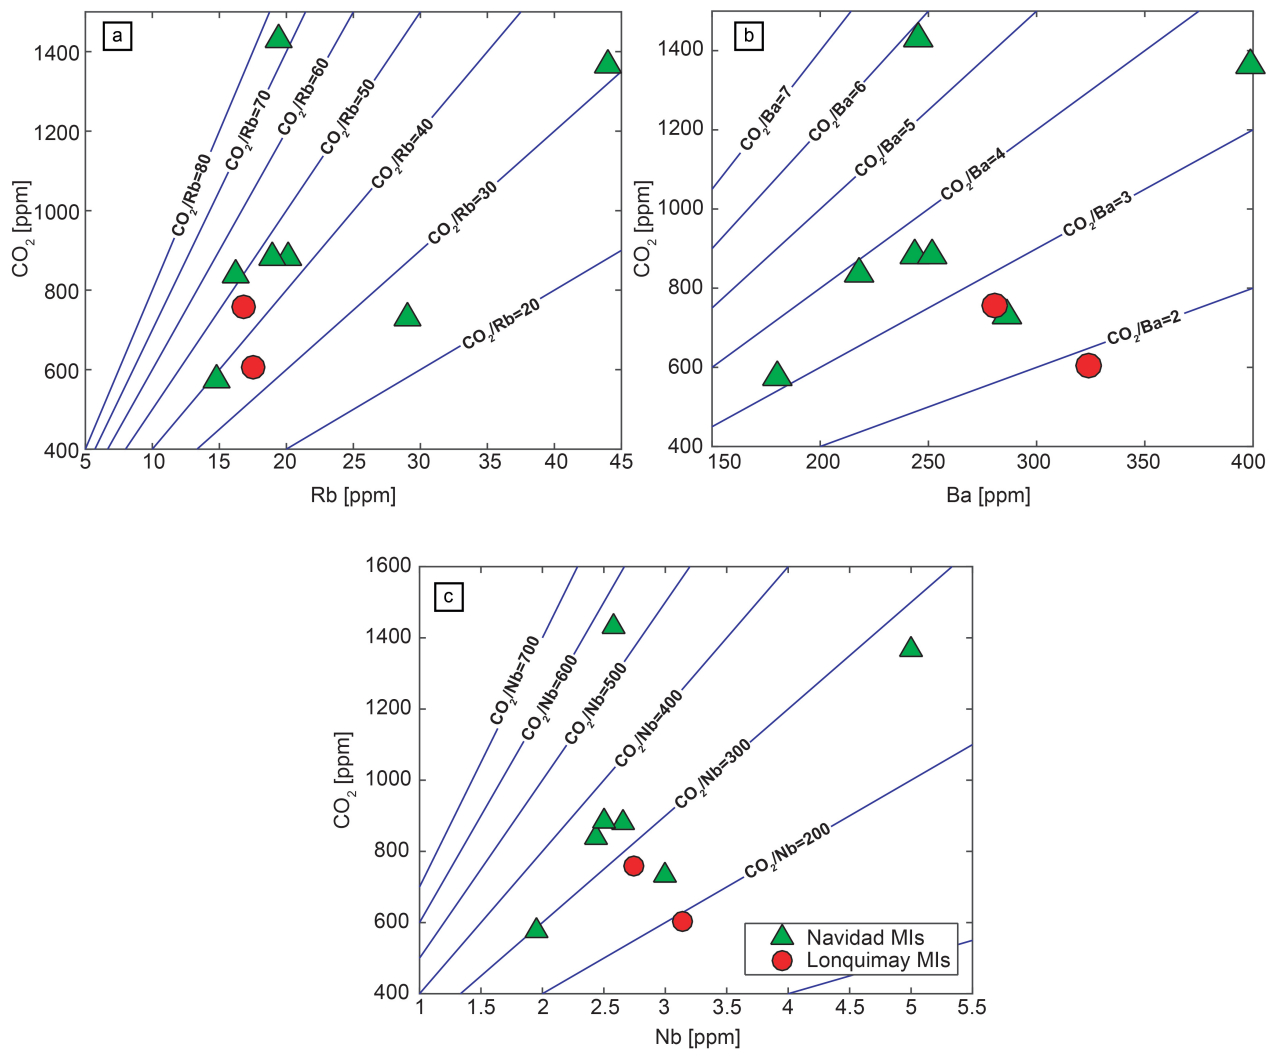 a
1400
1200
1000
800
600
400
CO₂ [ppm]
CO₂/Rb=80
CO₂/Rb=70
CO₂/Rb=60
CO₂/Rb=50
CO₂/Rb=40
CO₂/Rb=30
CO₂/Rb=20
5 10 15 20 25 30 35 40 45
Rb [ppm]
b
1400
1200
1000
800
600
400
CO₂ [ppm]
CO₂/Ba=7
CO₂/Ba=6
CO₂/Ba=5
CO₂/Ba=4
CO₂/Ba=3
CO₂/Ba=2
150 200 250 300 350 400
Ba [ppm]
c
1600
1400
1200
1000
800
600
400
CO₂ [ppm]
CO₂/Nb=700
CO₂/Nb=600
CO₂/Nb=500
CO₂/Nb=400
CO₂/Nb=300
CO₂/Nb=200
Navidad MIs
Lonquimay MIs
1 1.5 2 2.5 3 3.5 4 4.5 5 5.5
Nb [ppm]